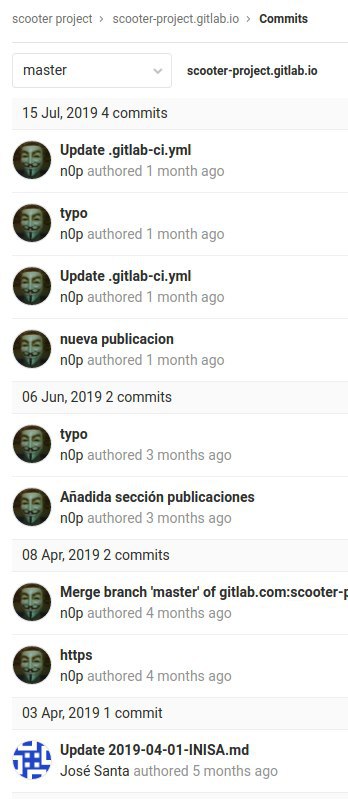 scooter project > scooter-project.gitlab.io > Commits
master
scooter-project.gitlab.io
15 Jul, 2019 4 commits
Update .gitlab-ci.yml
n0p authored 1 month ago
typo
n0p authored 1 month ago
Update .gitlab-ci.yml
n0p authored 1 month ago
nueva publicacion
n0p authored 1 month ago
06 Jun, 2019 2 commits
typo
n0p authored 3 months ago
Añadida sección publicaciones
n0p authored 3 months ago
08 Apr, 2019 2 commits
Merge branch 'master' of gitlab.com:scooter-p
n0p authored 4 months ago
https
n0p authored 4 months ago
03 Apr, 2019 1 commit
Update 2019-04-01-INISA.md
José Santa authored 5 months ago